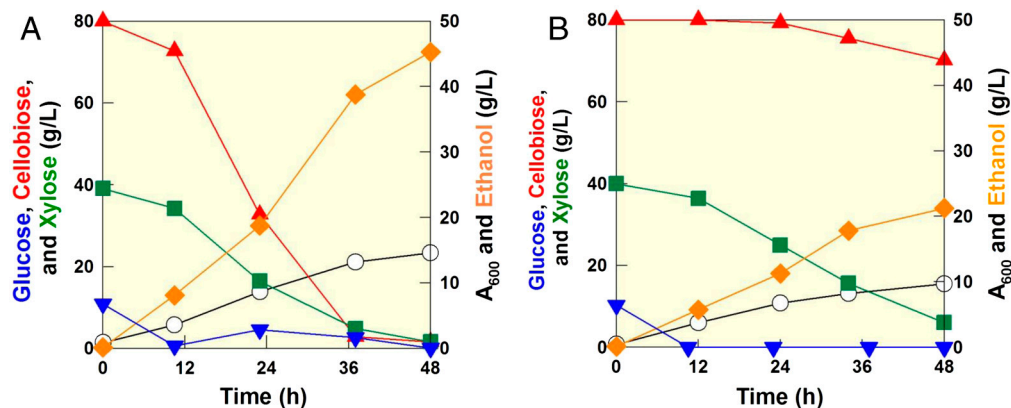 A
80
60
40
20
0
Glucose, Cellobiose,
and Xylose (g/L)
50
40
30
20
10
0
A600 and Ethanol (g/L)
0 12 24 36 48
Time (h)
B
80
60
40
20
0
Glucose, Cellobiose,
and Xylose (g/L)
50
40
30
20
10
0
A600 and Ethanol (g/L)
0 12 24 36 48
Time (h)